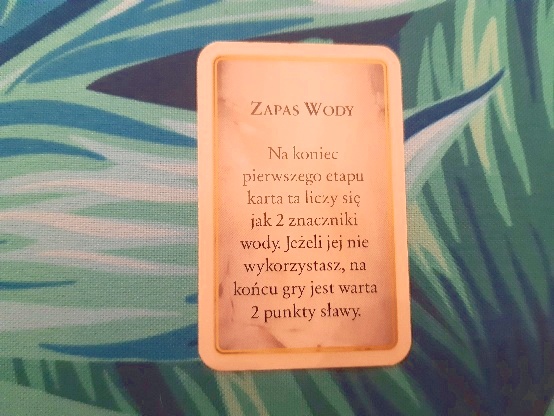 Zapas Wody
Na koniec
pierwszego etapu
karta ta liczy się
jak 2 znaczniki
wody. Jeżeli jej nie
wykorzystasz, na
końcu gry jest warta
2 punkty sławy.